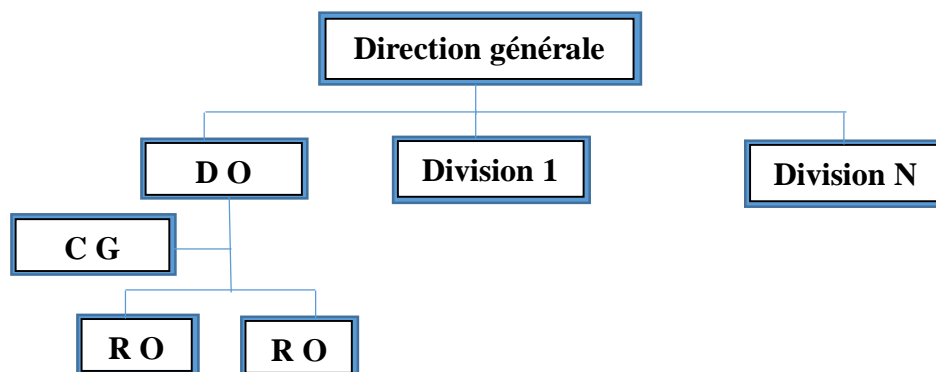 Direction générale
D O
Division 1
Division N
C G
R O
R O